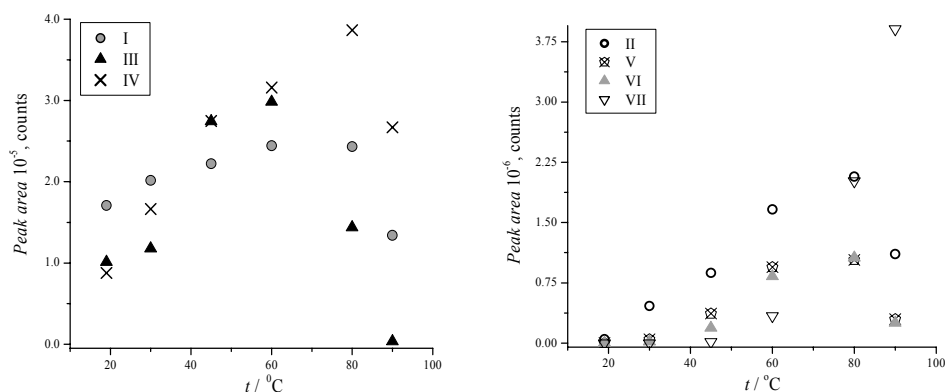 Peak area 10-5, counts
4.0
3.0
2.0
1.0
0.0
I
III
IV
20 40 60 80 100
t / 0C
Peak area 10-6, counts
3.75
3.00
2.25
1.50
0.75
0.00
II
V
VI
VII
20 40 60 80 100
t / oC